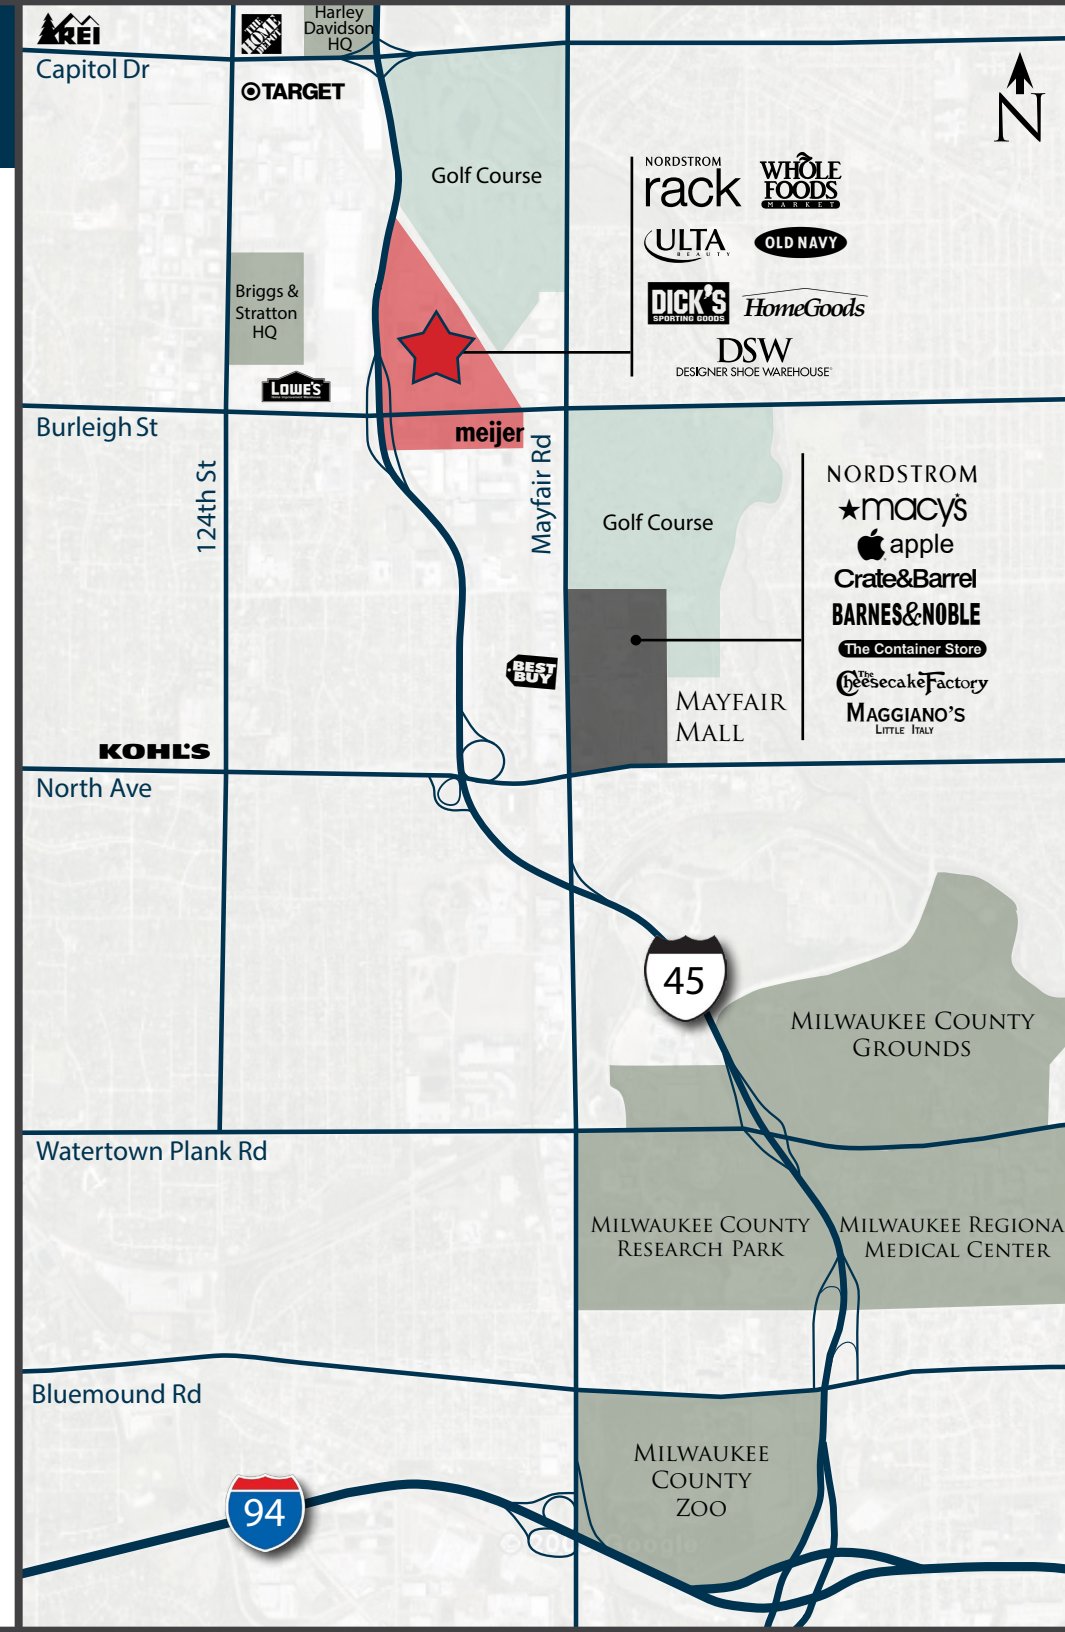 REI
THE HOME DEPOT
Harley
Davidson
HQ
Capitol Dr
TARGET
N
Golf Course
NORDSTROM
rack
WHOLE
FOODS
MARKET
ULTA
BEAUTY
OLD NAVY
Briggs &
Stratton
HQ
DICK'S
SPORTING GOODS
HomeGoods
DSW
DESIGNER SHOE WAREHOUSE
LOWE'S
Home Improvement Warehouse
Burleigh St
meijer
124th St
Mayfair Rd
Golf Course
NORDSTROM
macy's
apple
Crate&Barrel
BARNES&NOBLE
The Container Store
The
Cheesecake Factory
MAGGIANO'S
LITTLE ITALY
BEST
BUY
MAYFAIR
MALL
KOHL'S
North Ave
45
MILWAUKEE COUNTY
GROUNDS
Watertown Plank Rd
MILWAUKEE COUNTY
RESEARCH PARK
MILWAUKEE REGIONA
MEDICAL CENTER
Bluemound Rd
MILWAUKEE
COUNTY
ZOO
94
Google